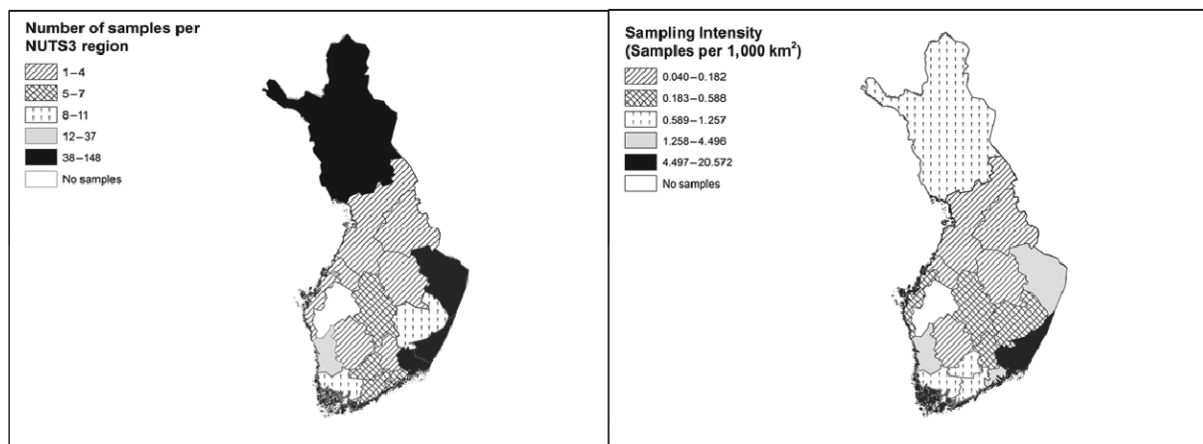 Number of samples per
NUTS3 region
1–4
5–7
8–11
12–37
38–148
No samples
Sampling Intensity
(Samples per 1,000 km²)
0.040–0.182
0.183–0.588
0.589–1.257
1.258–4.496
4.497–20.572
No samples